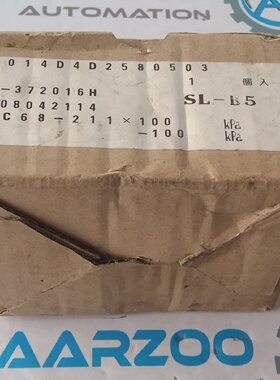 AUTOMATION
014D4D2580503
1 個入
-372016H
SL-B5
08042114
C68-211×100 kPa
-100 kPa
AARZOO